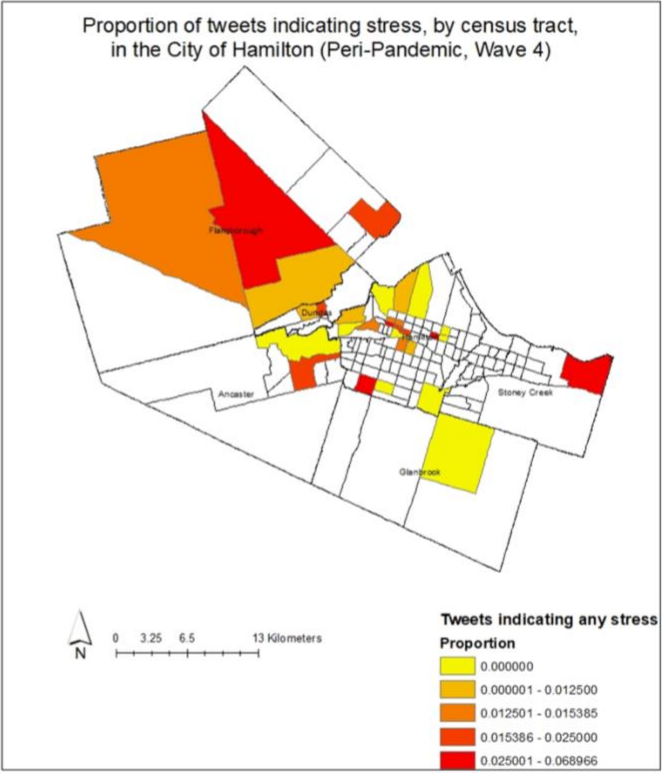 Proportion of tweets indicating stress, by census tract,
in the City of Hamilton (Peri-Pandemic, Wave 4)
Flamborough
Dundas
Hamilton
Ancaster
Stoney Creek
Glanbrook
N
0 3.25 6.5 13 Kilometers
Tweets indicating any stress
Proportion
0.000000
0.000001 - 0.012500
0.012501 - 0.015385
0.015386 - 0.025000
0.025001 - 0.068966